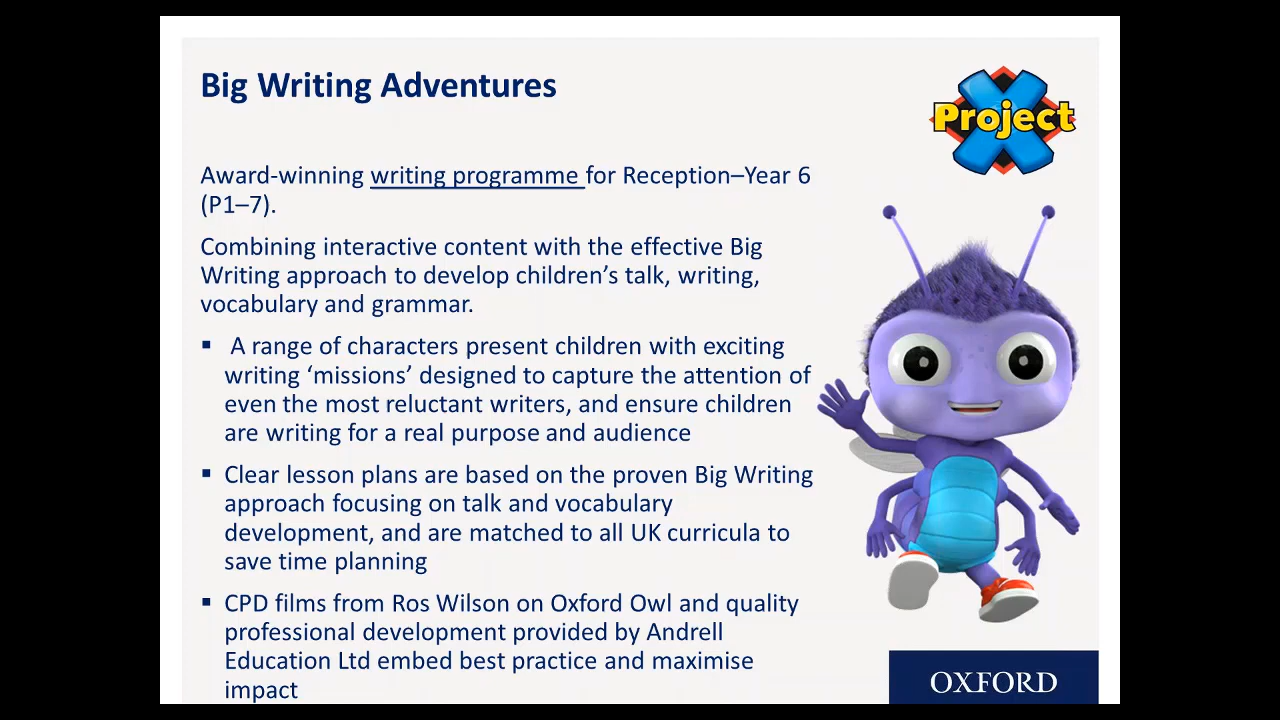 Big Writing Adventures
Project X
Award-winning writing programme for Reception–Year 6
(P1–7).
Combining interactive content with the effective Big
Writing approach to develop children’s talk, writing,
vocabulary and grammar.
▪ A range of characters present children with exciting
writing ‘missions’ designed to capture the attention of
even the most reluctant writers, and ensure children
are writing for a real purpose and audience
▪ Clear lesson plans are based on the proven Big Writing
approach focusing on talk and vocabulary
development, and are matched to all UK curricula to
save time planning
▪ CPD films from Ros Wilson on Oxford Owl and quality
professional development provided by Andrell
Education Ltd embed best practice and maximise
impact
OXFORD